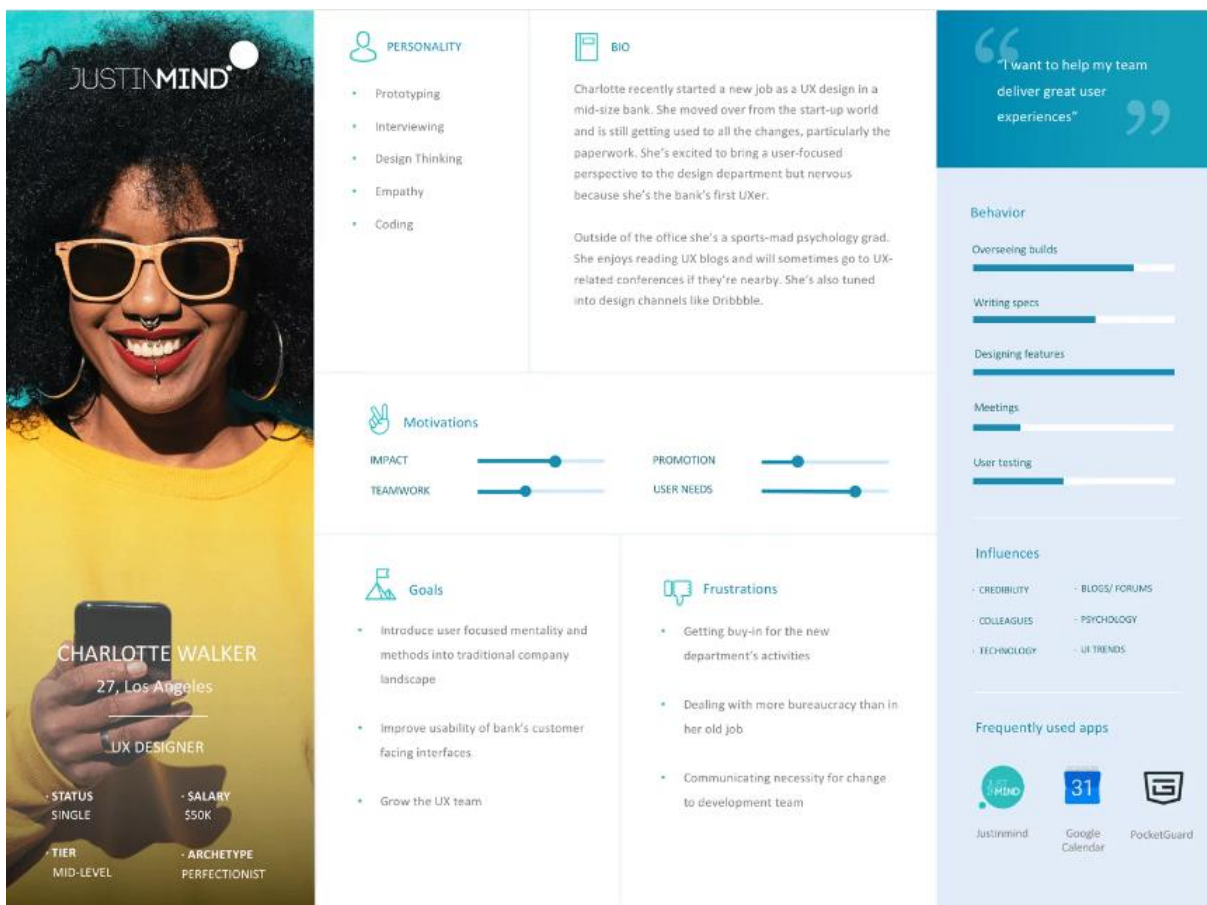 JUSTINMIND
CHARLOTTE WALKER
27, Los Angeles
UX DESIGNER
· STATUS
SINGLE
· SALARY
$50K
· TIER
MID-LEVEL
· ARCHETYPE
PERFECTIONIST
PERSONALITY
• Prototyping
• Interviewing
• Design Thinking
• Empathy
• Coding
BIO
Charlotte recently started a new job as a UX design in a
mid-size bank. She moved over from the start-up world
and is still getting used to all the changes, particularly the
paperwork. She's excited to bring a user-focused
perspective to the design department but nervous
because she's the bank's first UXer.
Outside of the office she's a sports-mad psychology grad.
She enjoys reading UX blogs and will sometimes go to UX-
related conferences if they're nearby. She's also tuned
into design channels like Dribbble.
Motivations
IMPACT
TEAMWORK
PROMOTION
USER NEEDS
Goals
• Introduce user focused mentality and
methods into traditional company
landscape
• Improve usability of bank's customer
facing interfaces
• Grow the UX team
Frustrations
• Getting buy-in for the new
department's activities
• Dealing with more bureaucracy than in
her old job
• Communicating necessity for change
to development team
"I want to help my team
deliver great user
experiences"
Behavior
Overseeing builds
Writing specs
Designing features
Meetings
User testing
Influences
· CREDIBILITY
· COLLEAGUES
· TECHNOLOGY
· BLOGS/ FORUMS
· PSYCHOLOGY
· UI TRENDS
Frequently used apps
JUST
IN MIND
31
Justinmind
Google
Calendar
PocketGuard